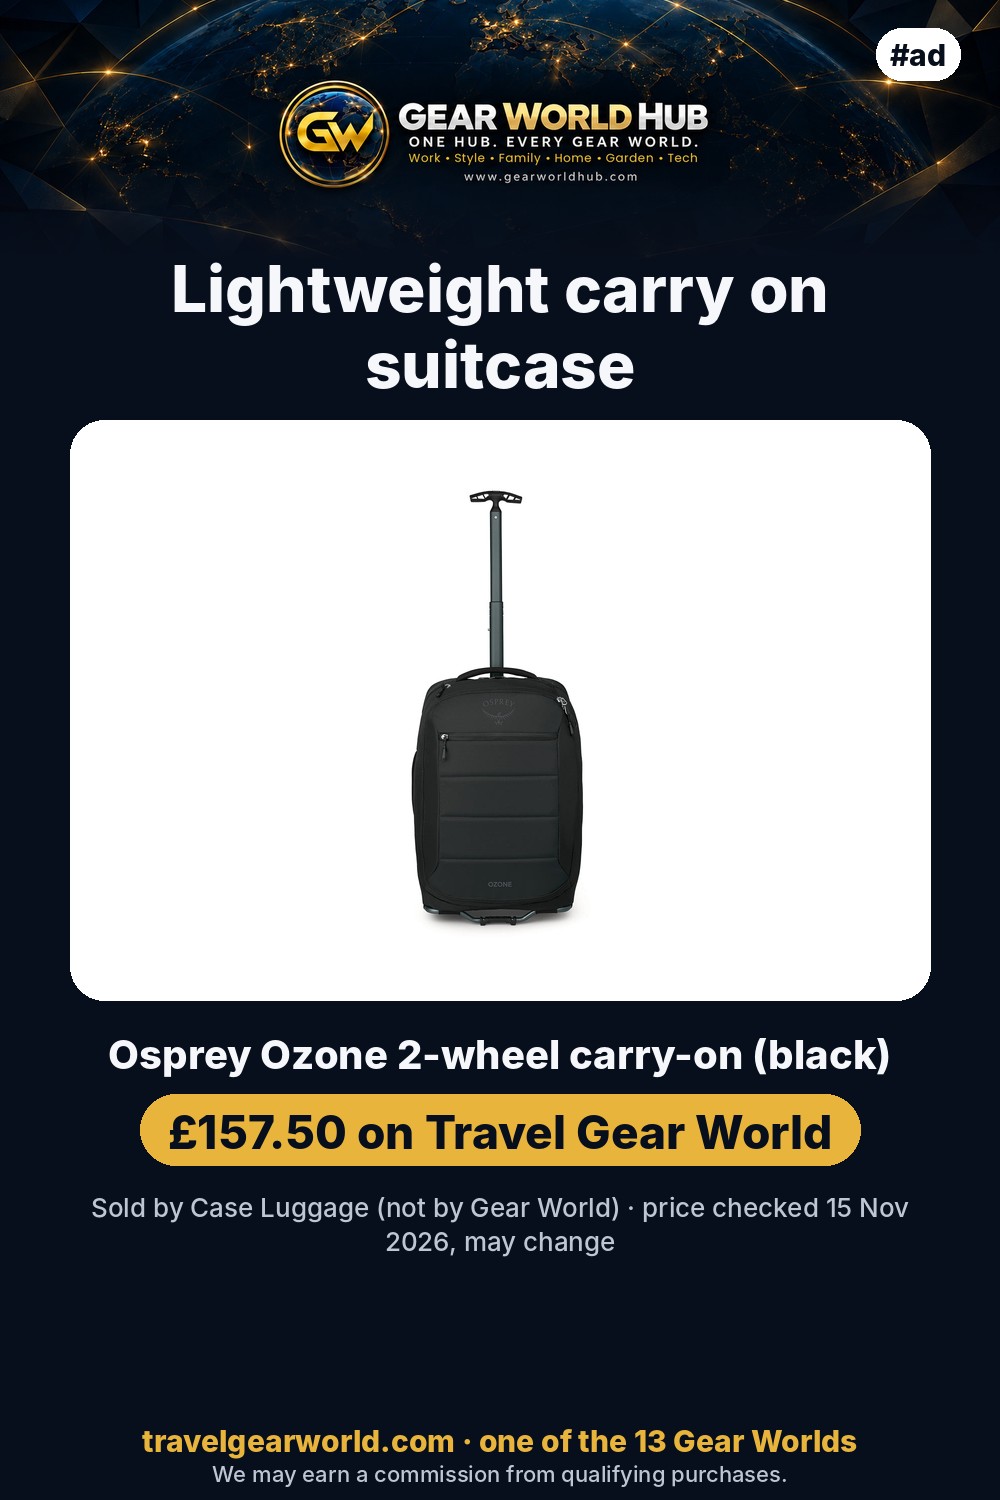 #ad
GW
GEAR WORLD HUB
ONE HUB. EVERY GEAR WORLD.
Work • Style • Family • Home • Garden • Tech
www.gearworldhub.com
Lightweight carry on
suitcase
OSPREY
OZONE
Osprey Ozone 2-wheel carry-on (black)
£157.50 on Travel Gear World
Sold by Case Luggage (not by Gear World) · price checked 15 Nov
2026, may change
travelgearworld.com · one of the 13 Gear Worlds
We may earn a commission from qualifying purchases.